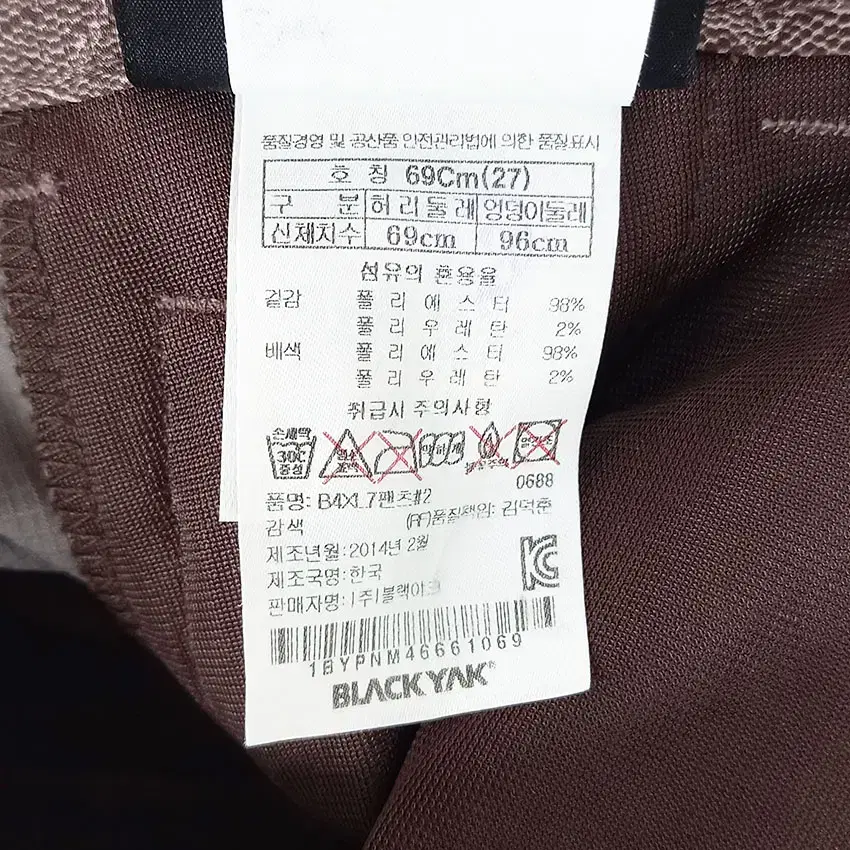 품질경영 및 공산품 안전관리법에 의한 품질표시
호 칭 69Cm(27)
구 분 허리둘레 엉덩이둘레
신체치수 69cm 96cm
섬유의 혼용율
겉감 폴리에스터 98%
폴리우레탄 2%
배색 폴리에스터 98%
폴리우레탄 2%
취급시 주의사항
손세탁
30C
중성
약하게
0688
품명: B4XL7팬츠#2
감색 (RF)품질책임: 김덕춘
제조년월:2014년 2월
제조국명:한국
판매자명:(주)블랙야크
1BYPNM46661069
BLACKYAK